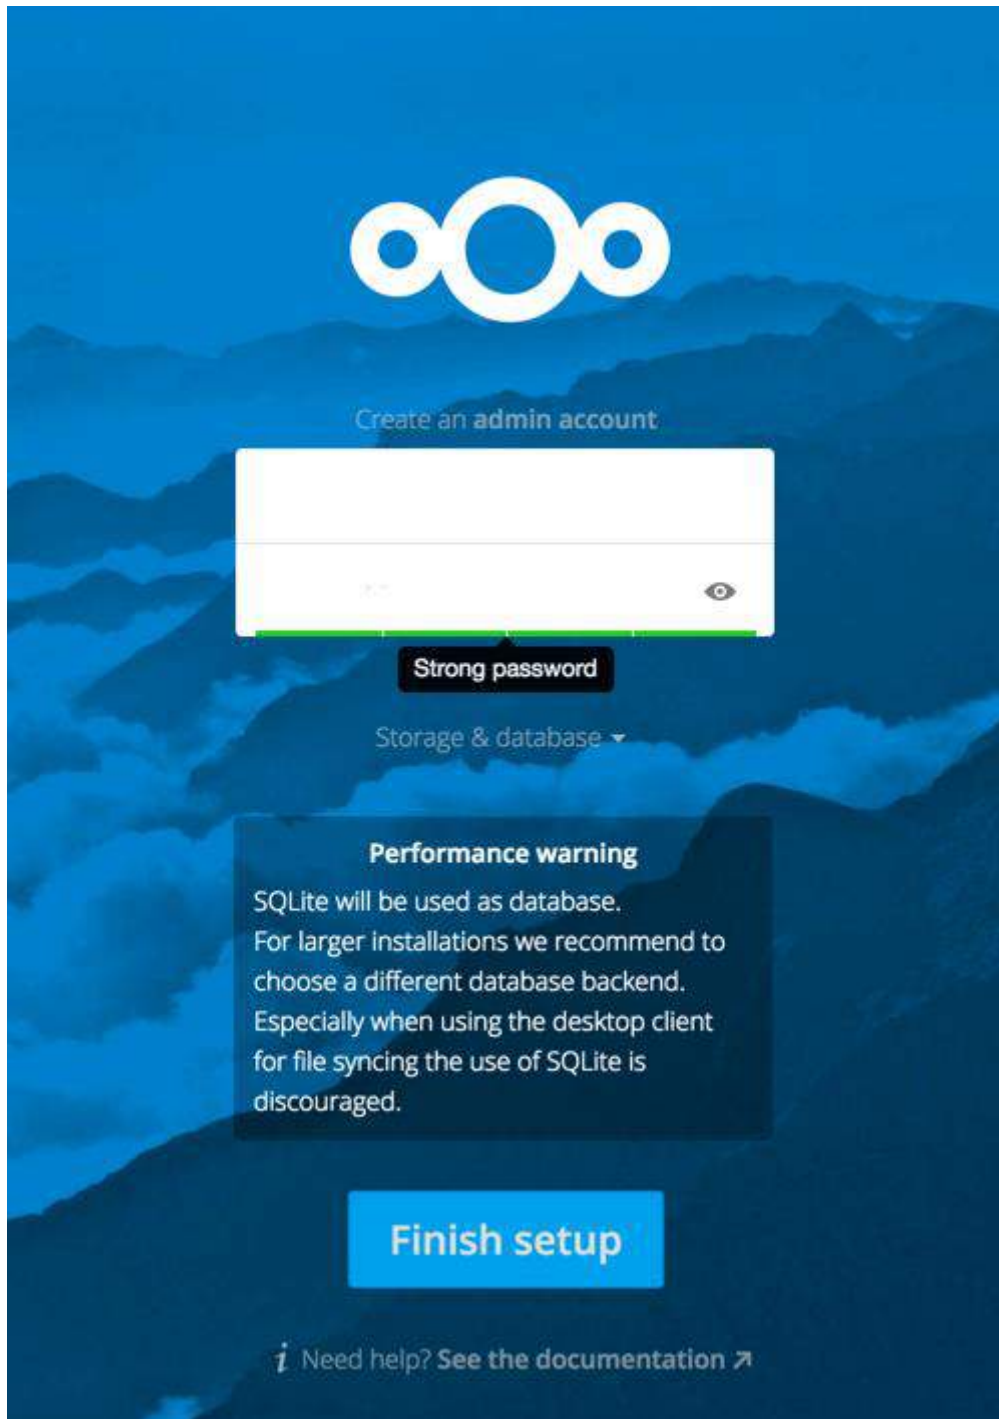 Create an admin account
Strong password
Storage & database
Performance warning
SQLite will be used as database.
For larger installations we recommend to
choose a different database backend.
Especially when using the desktop client
for file syncing the use of SQLite is
discouraged.
Finish setup
i Need help? See the documentation